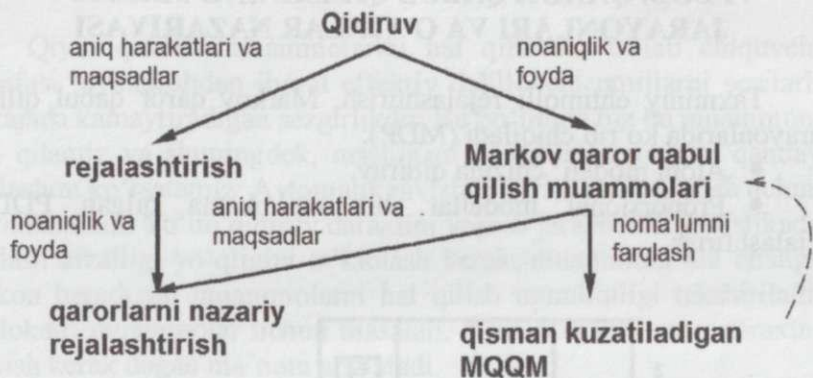 Qidiruv
aniq harakatlari va
maqsadlar
noaniqlik va
foyda
rejalashtirish
Markov qaror qabul
qilish muammolari
noaniqlik va
foyda
aniq harakatlari va
maqsadlar
noma'lumni
farqlash
qarorlarni nazariy
rejalashtirish
qisman kuzatiladigan
MQQM